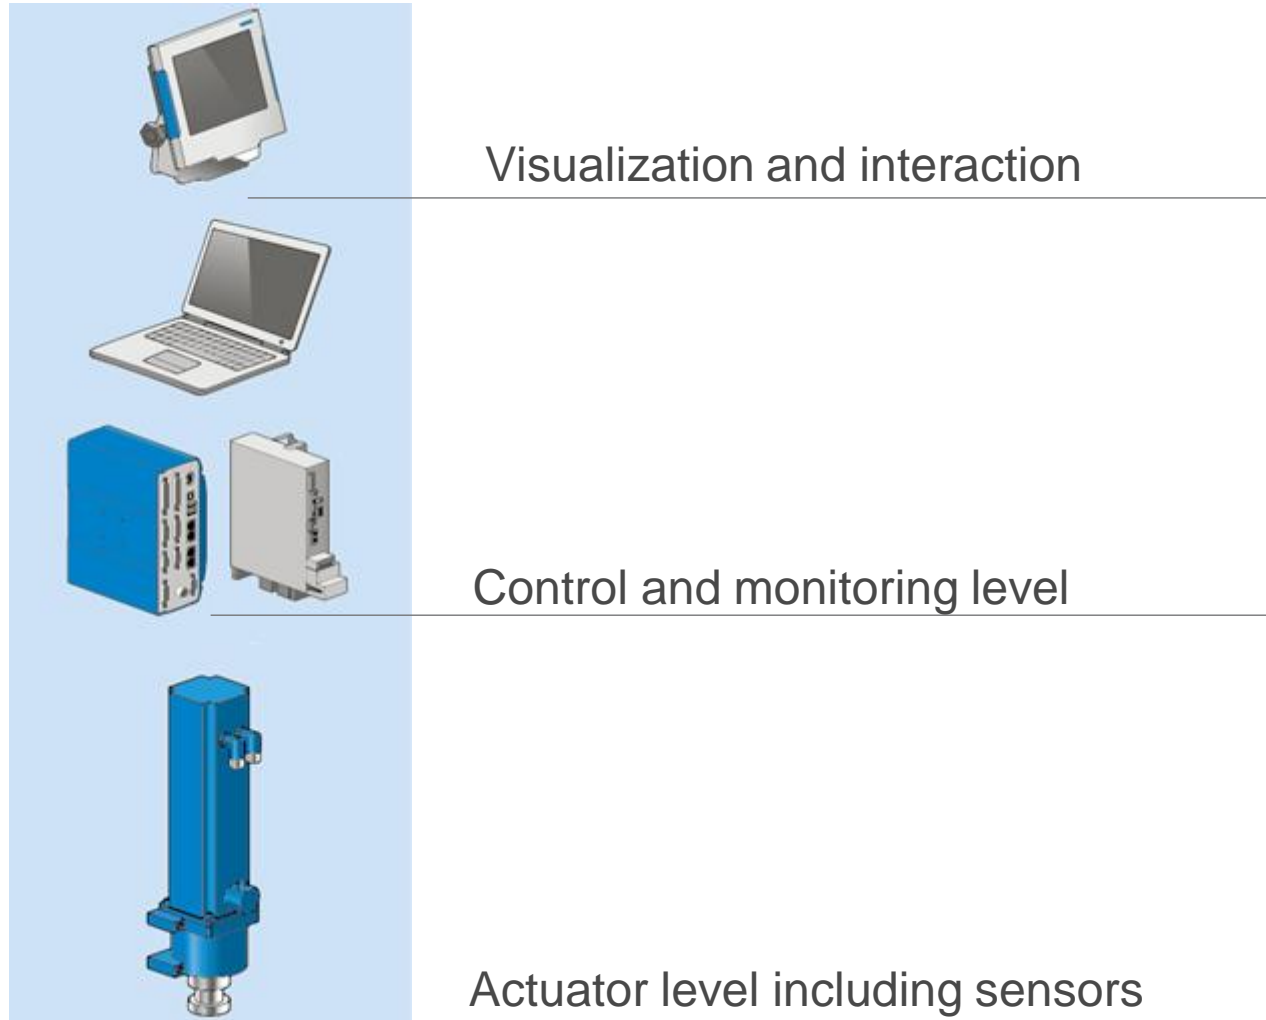 Visualization and interaction
Control and monitoring level
Actuator level including sensors